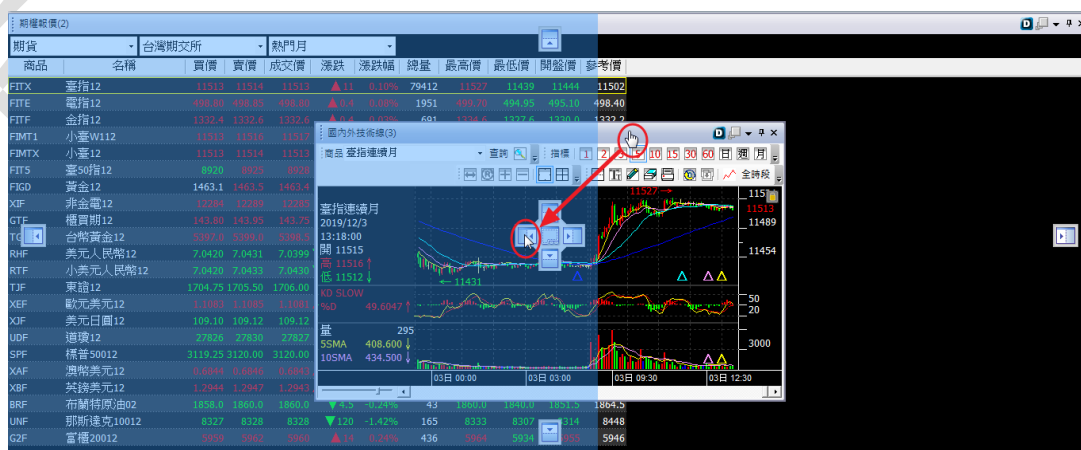 期權報價(2)
期貨 台灣期交所 熱門月
商品 名稱 買價 賣價 成交價 漲跌 漲跌幅 總量 最高價 最低價 開盤價 參考價
FITX 臺指12 11513 11514 11513 ▲11 0.10% 79412 11527 11439 11444 11502
FITE 電指12 498.80 498.85 498.80 ▲0.4 0.08% 1951 499.70 494.95 495.10 498.40
FITF 金指12 1332.4 1332.6 1332.6 ▲0.4 691 1327.6 1330.0 1332.2
FIMT1 小臺W112 11513 11516
FIMTX 小臺12 11513 11514 11513
FIT5 臺50指12 8920 8925
FIGD 黃金12 1463.1 1463.5 1463.4
XIF 非金電12 12284 12299 12295
GTF 櫃買期12 143.80 143.95 143.75
台幣黃金12 5397.0 5399.0 5398.5
RHF 美元人民幣12 7.0420 7.0431 7.0399
RTF 小美元人民幣12 7.0420 7.0433 7.0430
TJF 東證12 1704.75 1705.50 1706.00
XEF 歐元美元12 1.1083 1.1085
XJF 美元日圓12 109.10 109.12 109.12
UDF 道瓊12 27826 27830 27827
SPF 標普50012 3119.25 3120.00 3120.00
XAF 澳幣美元12 0.6844 0.6846
XBF 英鎊美元12 1.2944 1.2947 1.2943
BRF 布蘭特原油02 1858.0 1860.0 1860.0 ▼4.5 -0.24% 43 1860.0 1840.0 1851.5 1864.5
UNF 那斯達克10012 8327 8328 8328 ▼120 -1.42% 165 8333 8307 8314 8448
G2F 富櫃20012 5959 5962 5960 ▲14 0.24% 436 5964 5934 5946
國內外技術線(3)
商品 臺指連續月 查詢 指標 1 2 5 10 15 30 60 日 週 月
全時段
臺指連續月
2019/12/3
13:18:00
開 11515
高 11516↑
低 11512↓
11527→
←11431
11513
11489
11454
KD SLOW
%D 49.6047↑
50
20
量 295
5SMA 408.600↓
10SMA 434.500↓
3000
03日 00:00 03日 03:00 03日 09:30 03日 12:30